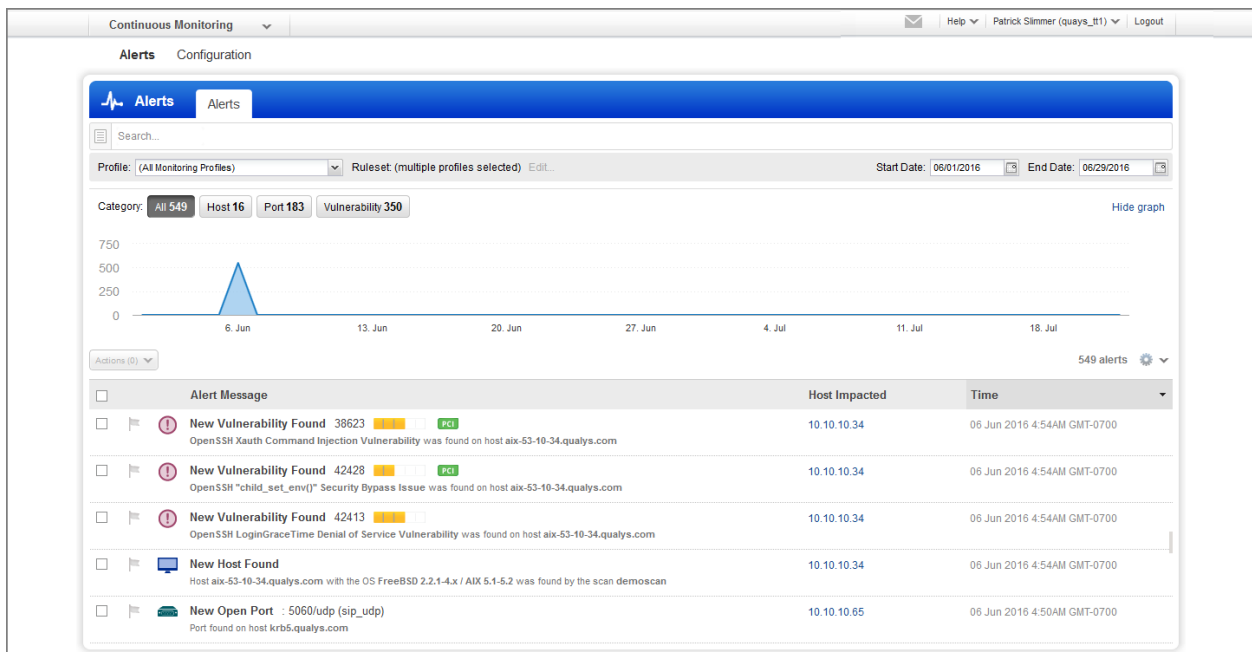 Continuous Monitoring
Help Patrick Slimmer (quays_tt1) Logout
Alerts Configuration
Alerts Alerts
Search...
Profile: (All Monitoring Profiles) Ruleset: (multiple profiles selected) Edit... Start Date: 06/01/2016 End Date: 06/29/2016
Category: All 549 Host 16 Port 183 Vulnerability 350 Hide graph
750
500
250
0
6. Jun 13. Jun 20. Jun 27. Jun 4. Jul 11. Jul 18. Jul
Actions (0) 549 alerts
Alert Message Host Impacted Time
New Vulnerability Found 38623 PCI 10.10.10.34 06 Jun 2016 4:54AM GMT-0700
OpenSSH Xauth Command Injection Vulnerability was found on host aix-53-10-34.qualys.com
New Vulnerability Found 42428 PCI 10.10.10.34 06 Jun 2016 4:54AM GMT-0700
OpenSSH "child_set_env()" Security Bypass Issue was found on host aix-53-10-34.qualys.com
New Vulnerability Found 42413 10.10.10.34 06 Jun 2016 4:54AM GMT-0700
OpenSSH LoginGraceTime Denial of Service Vulnerability was found on host aix-53-10-34.qualys.com
New Host Found 10.10.10.34 06 Jun 2016 4:54AM GMT-0700
Host aix-53-10-34.qualys.com with the OS FreeBSD 2.2.1-4.x / AIX 5.1-5.2 was found by the scan demoscan
New Open Port : 5060/udp (sip_udp) 10.10.10.65 06 Jun 2016 4:50AM GMT-0700
Port found on host krb5.qualys.com